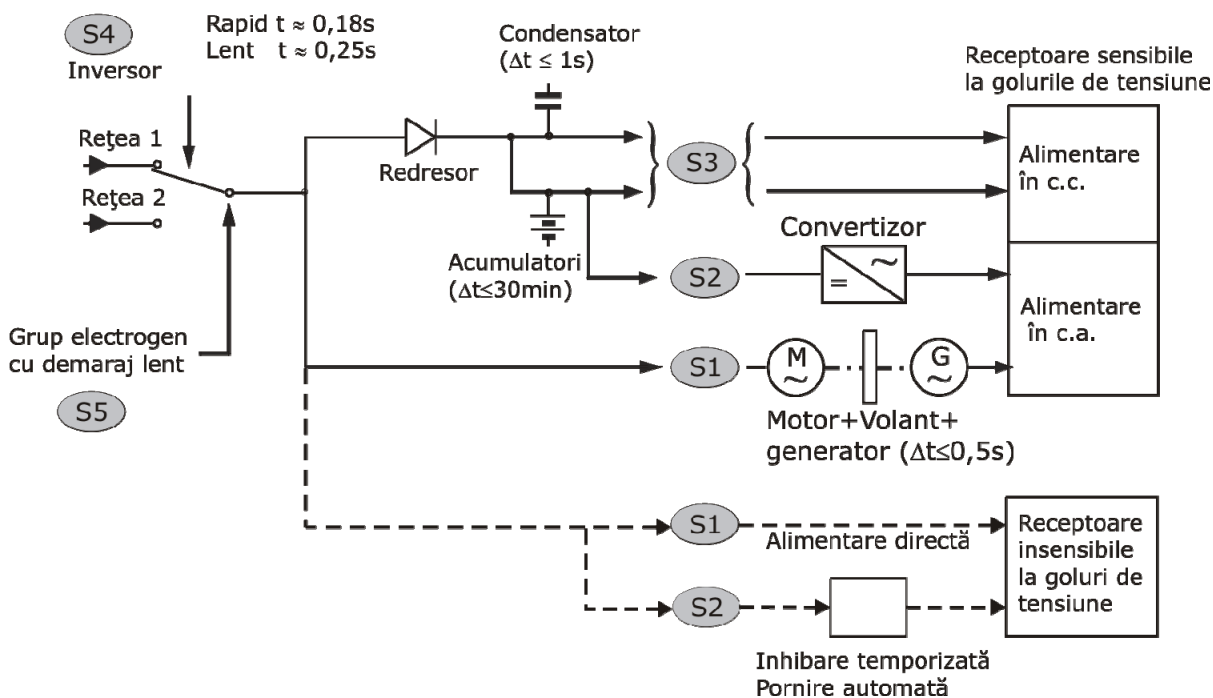 S4
Inversor
Rapid t ≈ 0,18s
Lent t ≈ 0,25s
Condensator
(Δt ≤ 1s)
Receptoare sensibile
la golurile de tensiune
Reţea 1
Reţea 2
Redresor
S3
Alimentare
în c.c.
Acumulatori
(Δt≤30min)
S2
Convertizor
= ~
Alimentare
în c.a.
Grup electrogen
cu demaraj lent
S5
S1
M
~
G
~
Motor+Volant+
generator (Δt≤0,5s)
S1
Alimentare directă
Receptoare
insensibile
la goluri de
tensiune
S2
Inhibare temporizată
Pornire automată